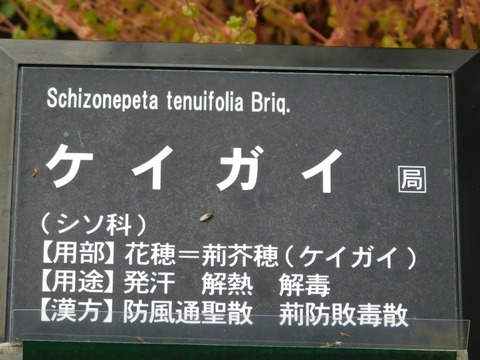 Schizonepeta tenuifolia Briq.
ケイガイ 局
(シソ科)
【用部】花穂＝荊芥穂(ケイガイ)
【用途】発汗　解熱　解毒
【漢方】防風通聖散　荊防敗毒散